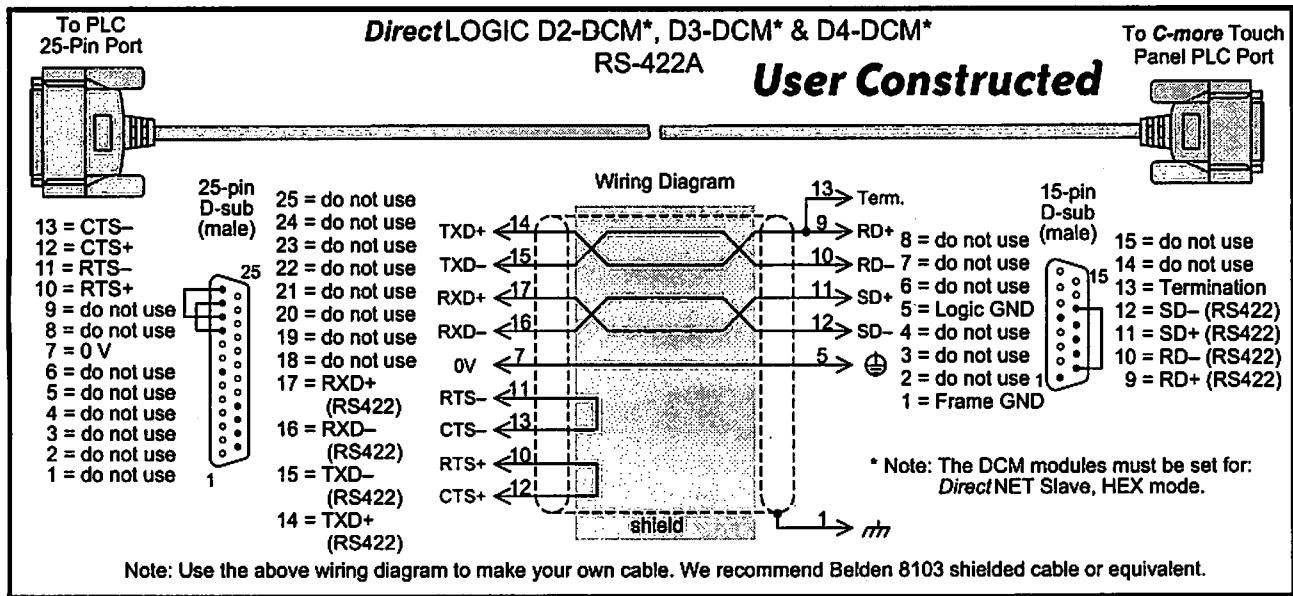 To PLC
25-Pin Port
DirectLOGIC D2-DCM*, D3-DCM* & D4-DCM*
RS-422A
User Constructed
To C-more Touch
Panel PLC Port
25-pin
D-sub
(male)
13 = CTS–
12 = CTS+
11 = RTS–
10 = RTS+
9 = do not use
8 = do not use
7 = 0 V
6 = do not use
5 = do not use
4 = do not use
3 = do not use
2 = do not use
1 = do not use
25
1
25 = do not use
24 = do not use
23 = do not use
22 = do not use
21 = do not use
20 = do not use
19 = do not use
18 = do not use
17 = RXD+
(RS422)
16 = RXD–
(RS422)
15 = TXD–
(RS422)
14 = TXD+
(RS422)
Wiring Diagram
13 Term.
TXD+ 14 9 RD+
TXD– 15 10 RD–
RXD+ 17 11 SD+
RXD– 16 12 SD–
0V 7 5
RTS– 11
CTS– 13
RTS+ 10
CTS+ 12
shield 1
15-pin
D-sub
(male)
8 = do not use
7 = do not use
6 = do not use
5 = Logic GND
4 = do not use
3 = do not use
2 = do not use
1 = Frame GND
15
1
15 = do not use
14 = do not use
13 = Termination
12 = SD– (RS422)
11 = SD+ (RS422)
10 = RD– (RS422)
9 = RD+ (RS422)
* Note: The DCM modules must be set for:
DirectNET Slave, HEX mode.
Note: Use the above wiring diagram to make your own cable. We recommend Belden 8103 shielded cable or equivalent.